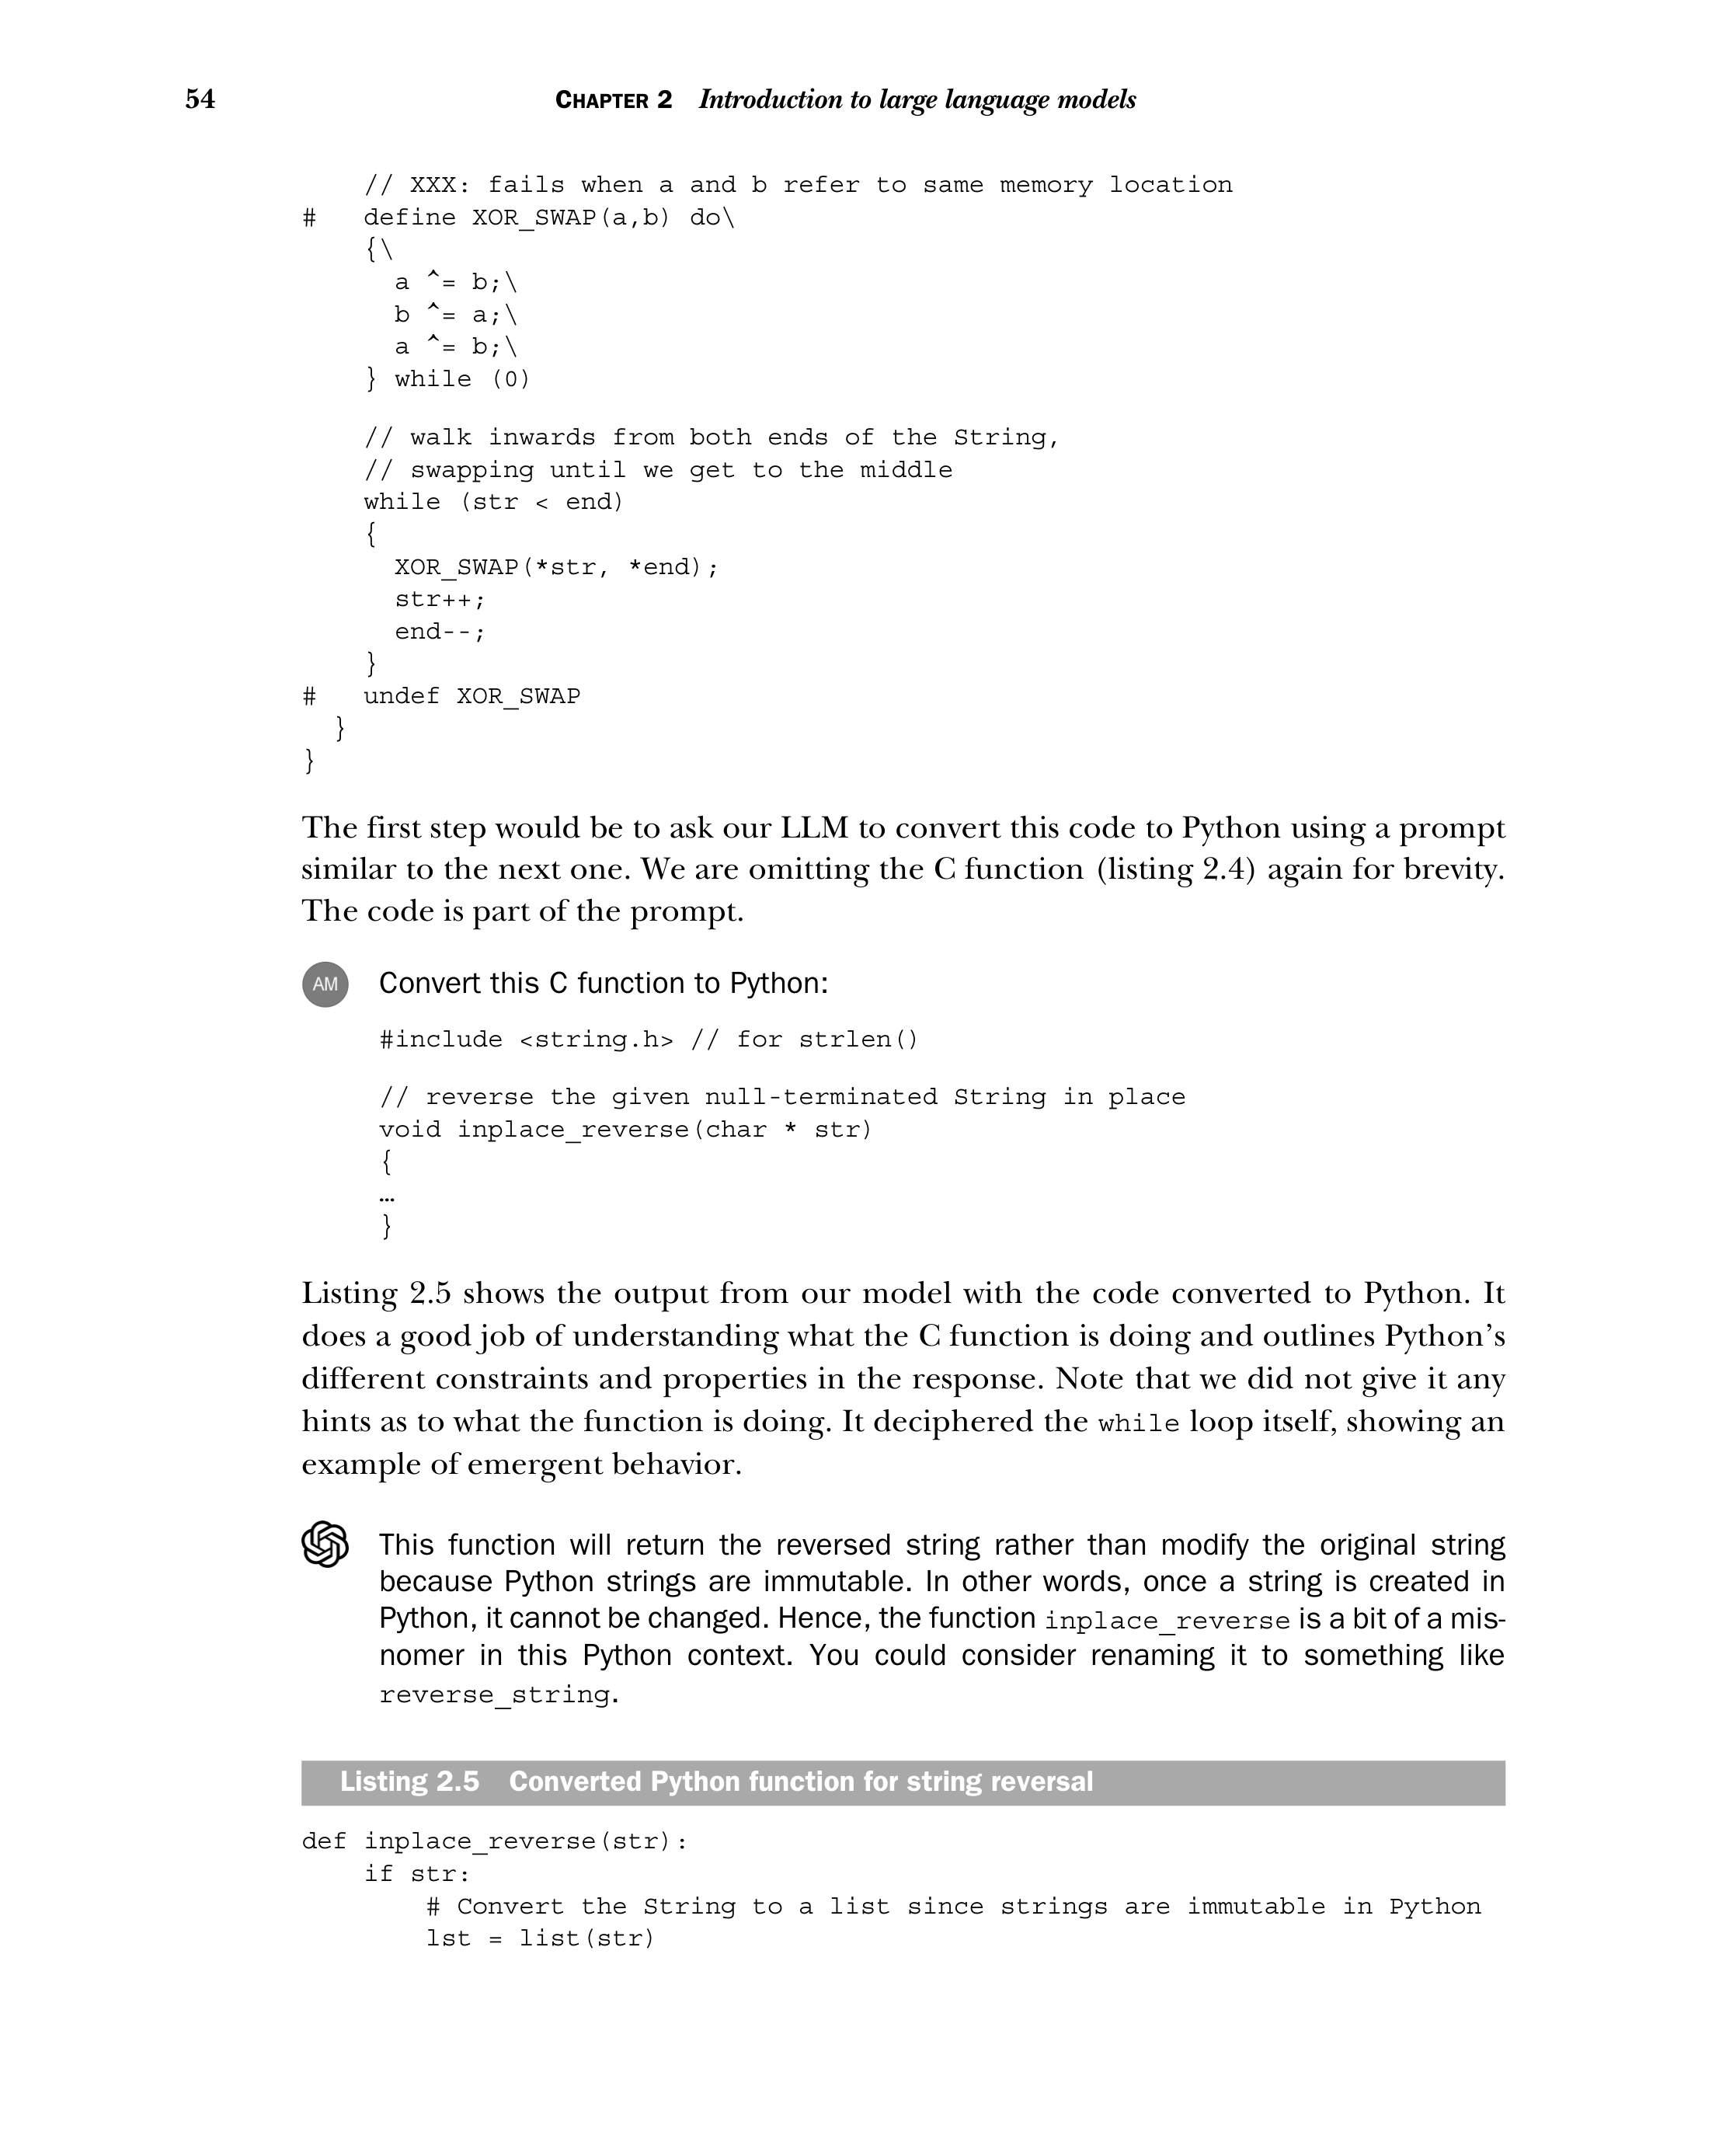 54
CHAPTER 2 Introduction to large language models
    // XXX: fails when a and b refer to same memory location
#   define XOR_SWAP(a,b) do\
    {\
      a ^= b;\
      b ^= a;\
      a ^= b;\
    } while (0)
    // walk inwards from both ends of the String,
    // swapping until we get to the middle
    while (str < end)
    {
      XOR_SWAP(*str, *end);
      str++;
      end--;
    }
#   undef XOR_SWAP
  }
}
The first step would be to ask our LLM to convert this code to Python using a prompt
similar to the next one. We are omitting the C function (listing 2.4) again for brevity.
The code is part of the prompt.
AM Convert this C function to Python:
#include <string.h> // for strlen()
// reverse the given null-terminated String in place
void inplace_reverse(char * str)
{
…
}
Listing 2.5 shows the output from our model with the code converted to Python. It
does a good job of understanding what the C function is doing and outlines Python’s
different constraints and properties in the response. Note that we did not give it any
hints as to what the function is doing. It deciphered the while loop itself, showing an
example of emergent behavior.
This function will return the reversed string rather than modify the original string
because Python strings are immutable. In other words, once a string is created in
Python, it cannot be changed. Hence, the function inplace_reverse is a bit of a mis-
nomer in this Python context. You could consider renaming it to something like
reverse_string.
Listing 2.5 Converted Python function for string reversal
def inplace_reverse(str):
    if str:
        # Convert the String to a list since strings are immutable in Python
        lst = list(str)